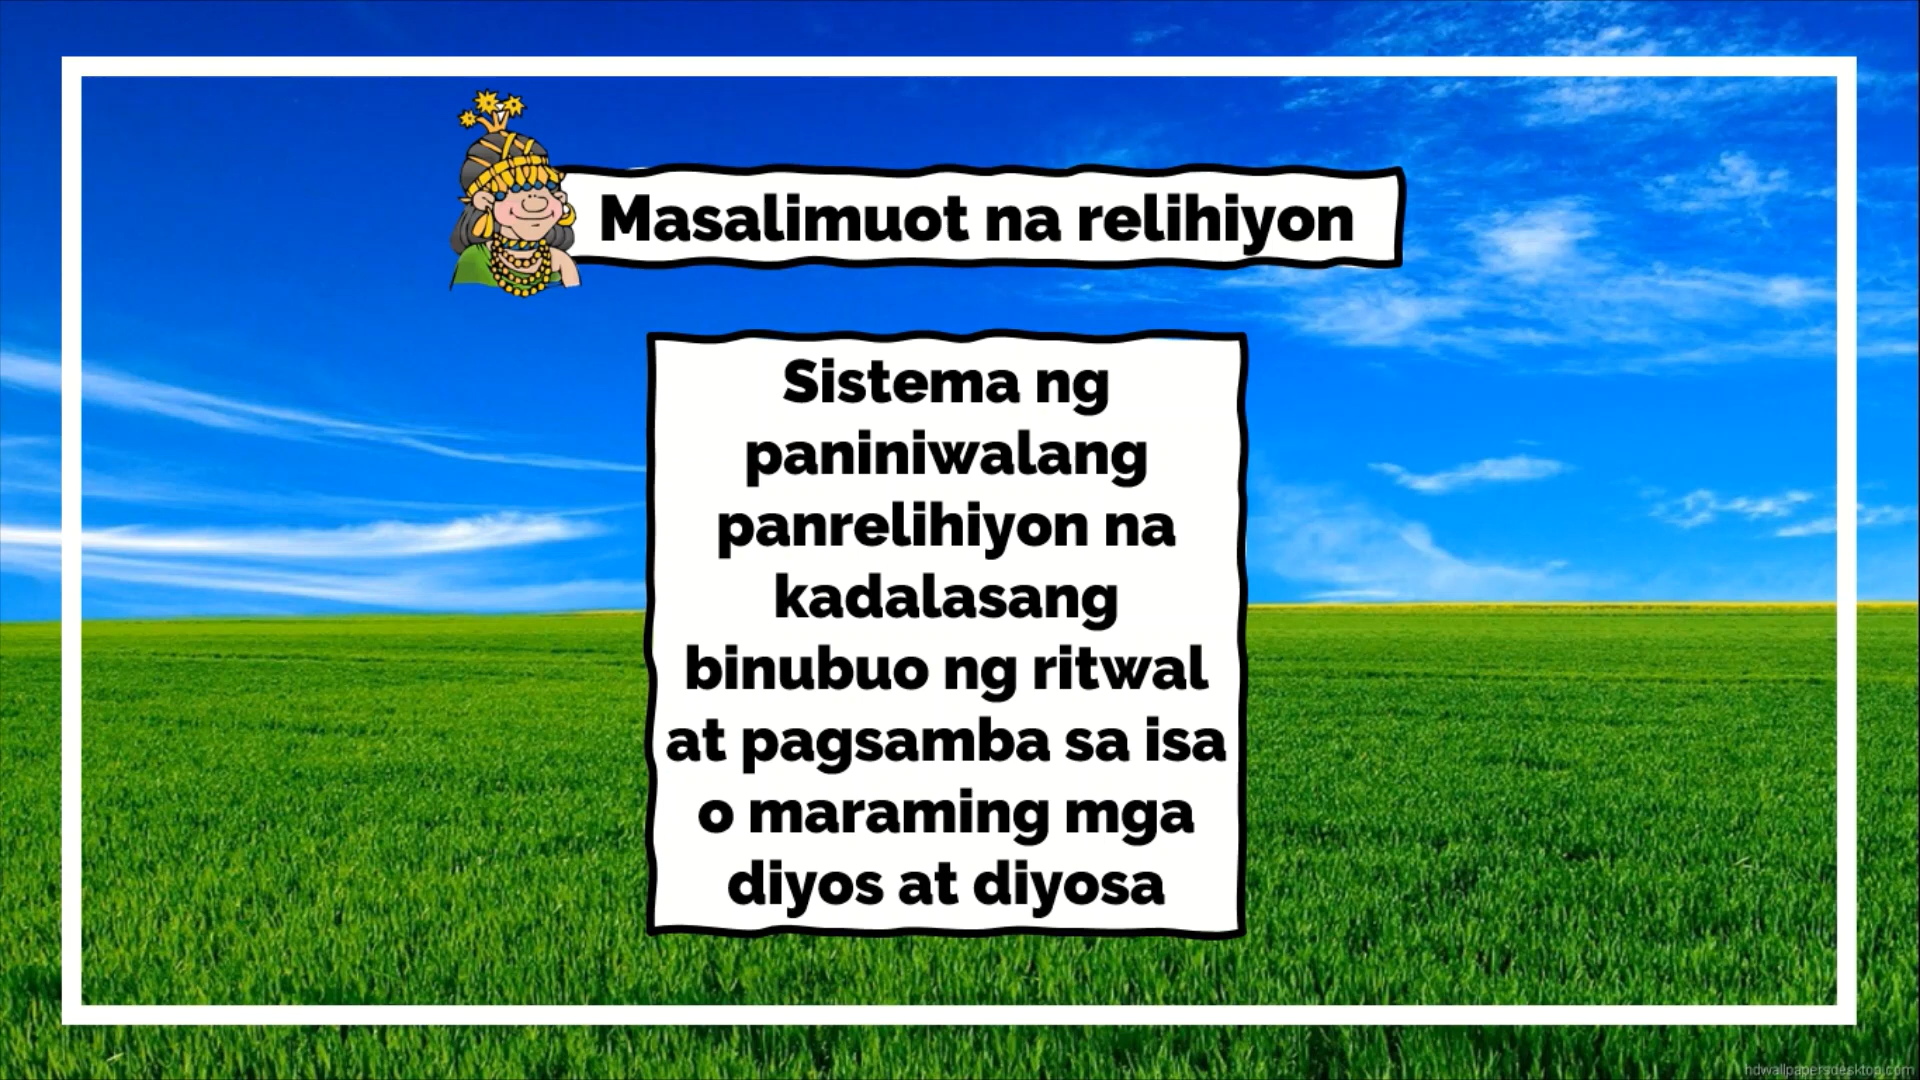 Masalimuot na relihiyon
Sistema ng
paniniwalang
panrelihiyon na
kadalasang
binubuo ng ritwal
at pagsamba sa isa
o maraming mga
diyos at diyosa
hdwallpapersdesktop.com